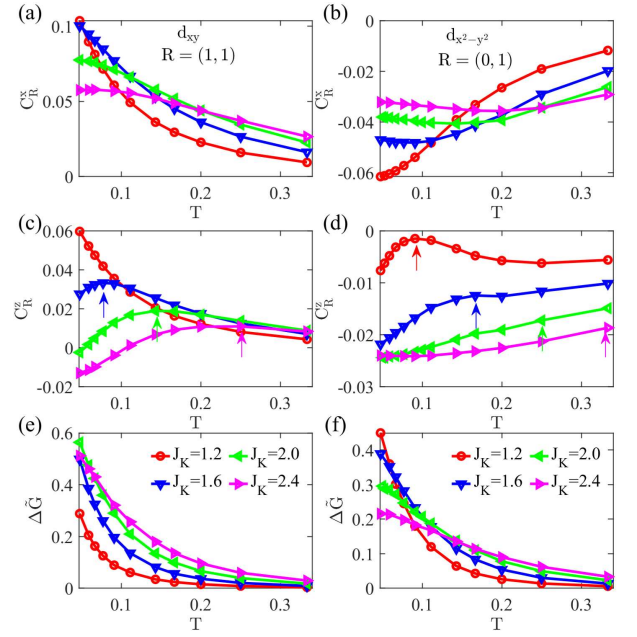 (a)
d_xy
R = (1, 1)
C_R^x
0.1
0.05
0
0.1
0.2
0.3
T
(b)
d_x²−y²
R = (0, 1)
C_R^x
0
-0.02
-0.04
-0.06
0.1
0.2
0.3
T
(c)
C_R^z
0.06
0.04
0.02
0
-0.02
0.1
0.2
0.3
T
(d)
C_R^z
0
-0.01
-0.02
-0.03
0.1
0.2
0.3
T
(e)
ΔG̃
0.6
0.4
0.2
0
J_K=1.2 J_K=2.0
J_K=1.6 J_K=2.4
0.1
0.2
0.3
T
(f)
ΔG̃
0.4
0.3
0.2
0.1
0
J_K=1.2 J_K=2.0
J_K=1.6 J_K=2.4
0.1
0.2
0.3
T